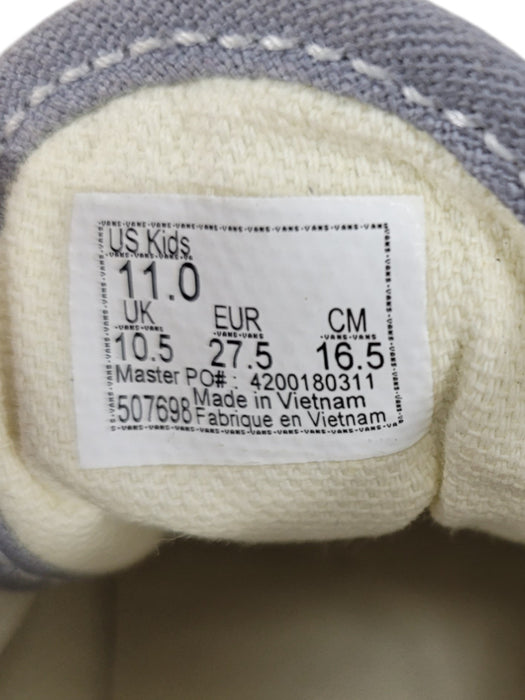 US Kids
11.0
UK EUR CM
10.5 27.5 16.5
Master PO# : 4200180311
507698 Made in Vietnam
Fabrique en Vietnam